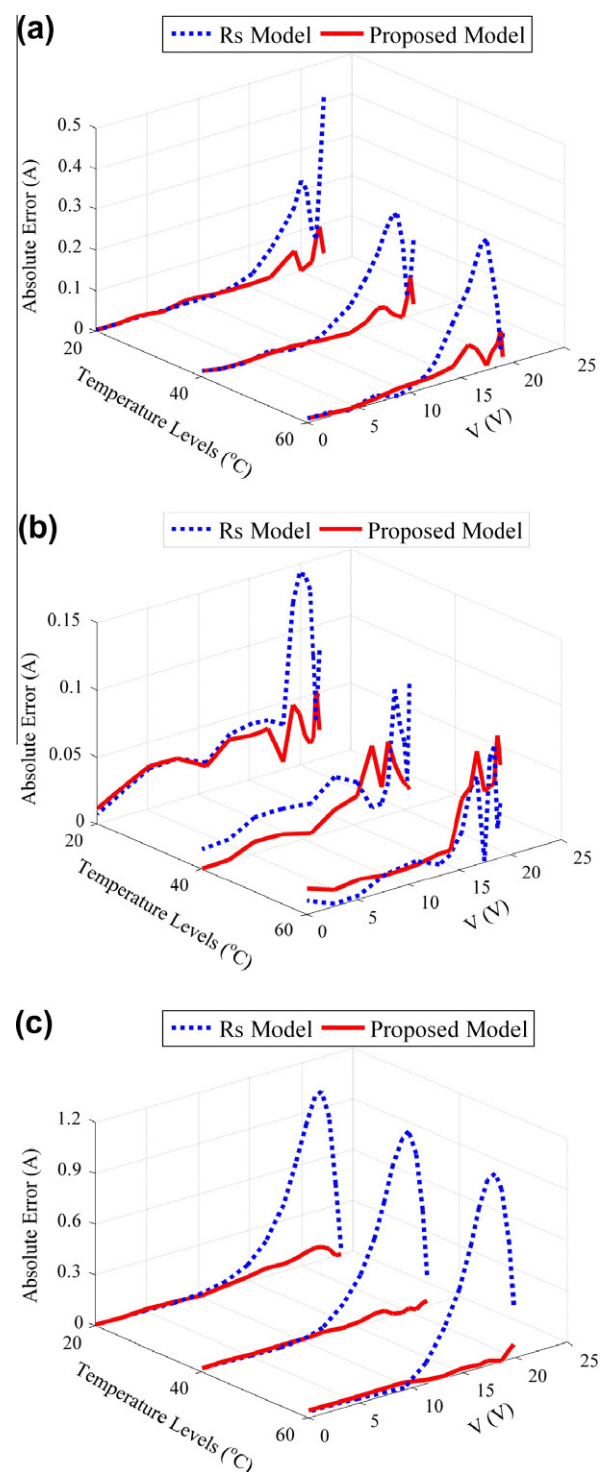 (a)
Rs Model Proposed Model
Absolute Error (A)
0.5
0.4
0.3
0.2
0.1
0
20
40
60
Temperature Levels (°C)
0
5
10
15
20
25
V (V)
(b)
Rs Model Proposed Model
Absolute Error (A)
0.15
0.1
0.05
0
20
40
60
Temperature Levels (°C)
0
5
10
15
20
25
V (V)
(c)
Rs Model Proposed Model
Absolute Error (A)
1.2
0.9
0.6
0.3
0
20
40
60
Temperature Levels (°C)
0
5
10
15
20
25
V (V)